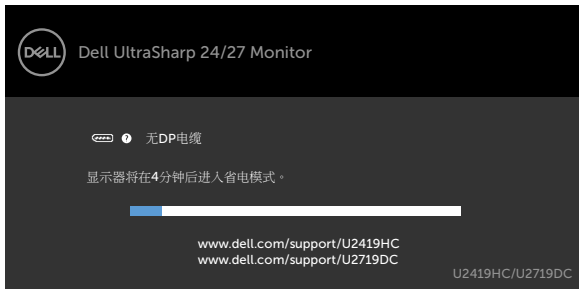 DELL
Dell UltraSharp 24/27 Monitor
? 无DP电缆
显示器将在4分钟后进入省电模式。
www.dell.com/support/U2419HC
www.dell.com/support/U2719DC
U2419HC/U2719DC